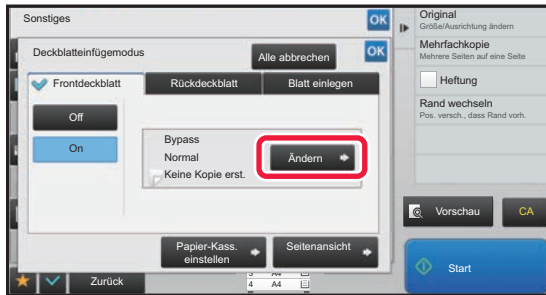 Sonstiges
OK
Deckblatteinfügemodus
Alle abbrechen
OK
Frontdeckblatt
Rückdeckblatt
Blatt einlegen
Off
On
Bypass
Normal
Keine Kopie erst.
Ändern
Papier-Kass.
einstellen
Seitenansicht
Zurück
A4
4 A4
Original
Größe/Ausrichtung ändern
Mehrfachkopie
Mehrere Seiten auf eine Seite
Heftung
Rand wechseln
Pos. versch., dass Rand vorh.
Vorschau
CA
Start